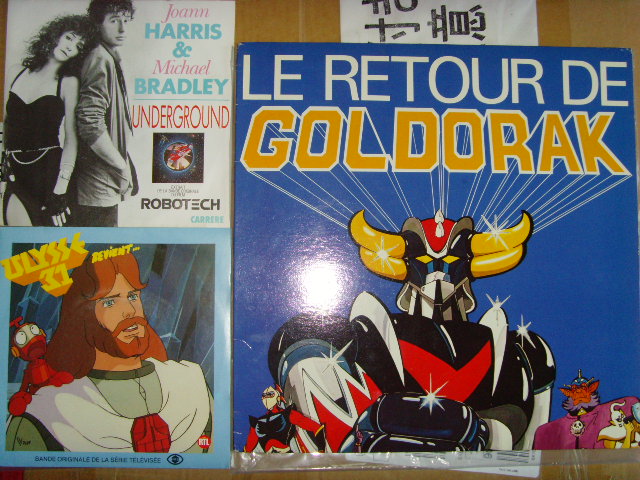 Joann
HARRIS
&
Michael
BRADLEY
UNDERGROUND
ROBOTECH
CARRERE
LE RETOUR DE
GOLDORAK
ULYSSE
31
REVIENT...
RTL
BANDE ORIGINALE DE LA SÉRIE TÉLÉVISÉE
意